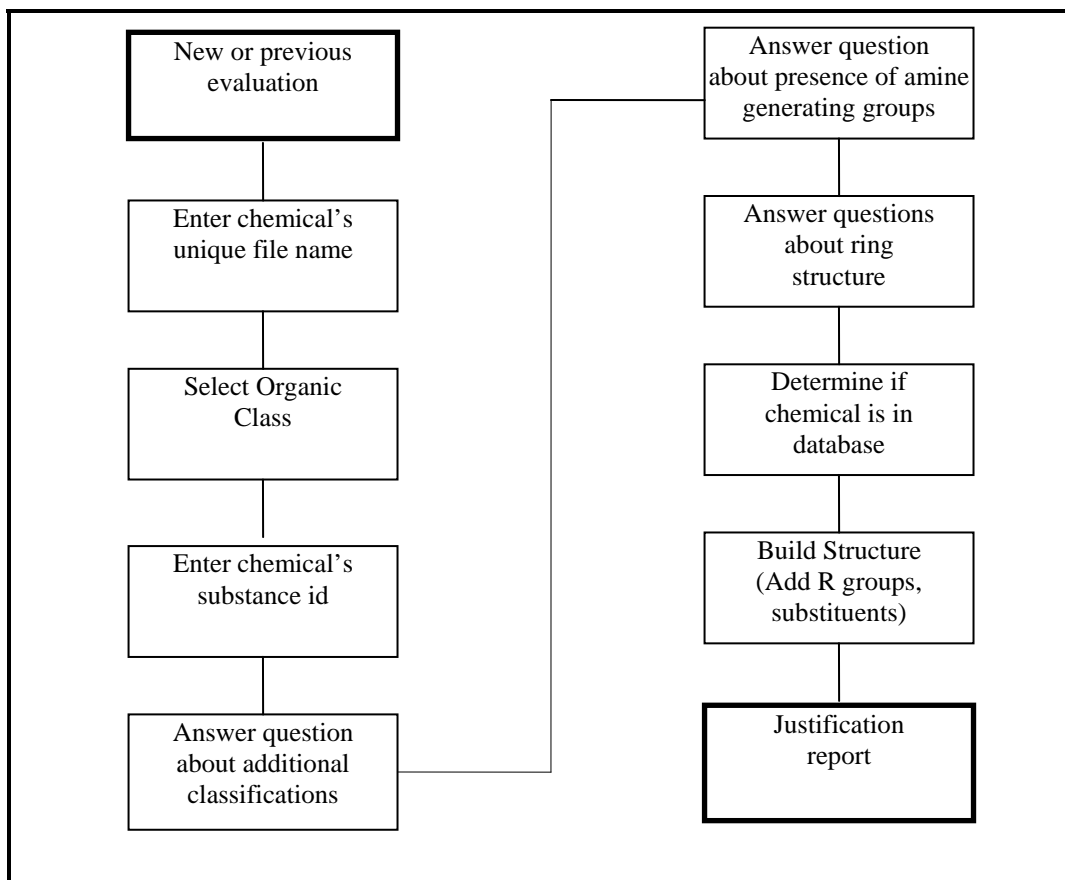 New or previous
evaluation
Enter chemical’s
unique file name
Select Organic
Class
Enter chemical’s
substance id
Answer question
about additional
classifications
Answer question
about presence of amine
generating groups
Answer questions
about ring
structure
Determine if
chemical is in
database
Build Structure
(Add R groups,
substituents)
Justification
report